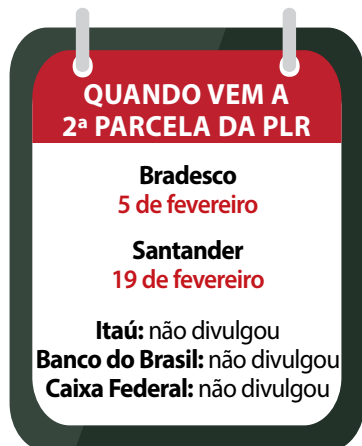 QUANDO VEM A
2ª PARCELA DA PLR
Bradesco
5 de fevereiro
Santander
19 de fevereiro
Itaú: não divulgou
Banco do Brasil: não divulgou
Caixa Federal: não divulgou